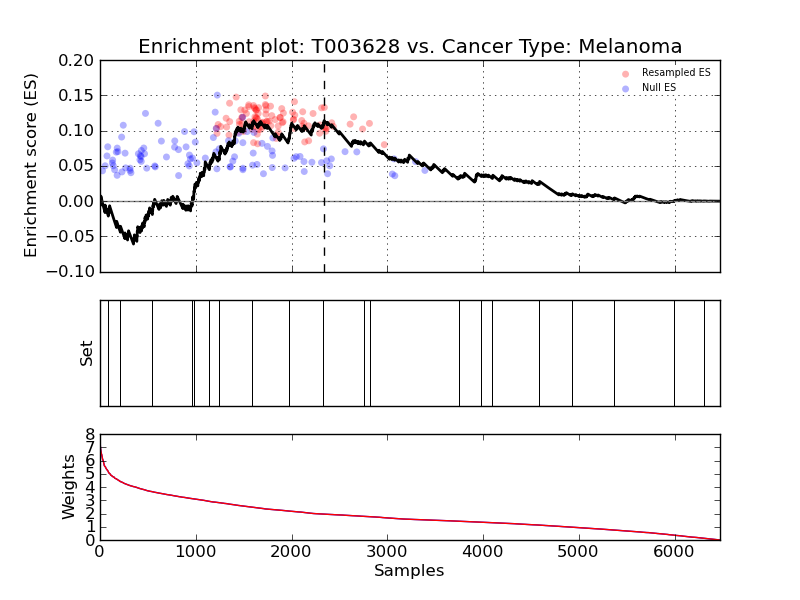 Enrichment plot: T003628 vs. Cancer Type: Melanoma
Enrichment score (ES)
0.20
0.15
0.10
0.05
0.00
−0.05
−0.10
Resampled ES
Null ES
Set
Weights
8
7
6
5
4
3
2
1
0
0 1000 2000 3000 4000 5000 6000
Samples